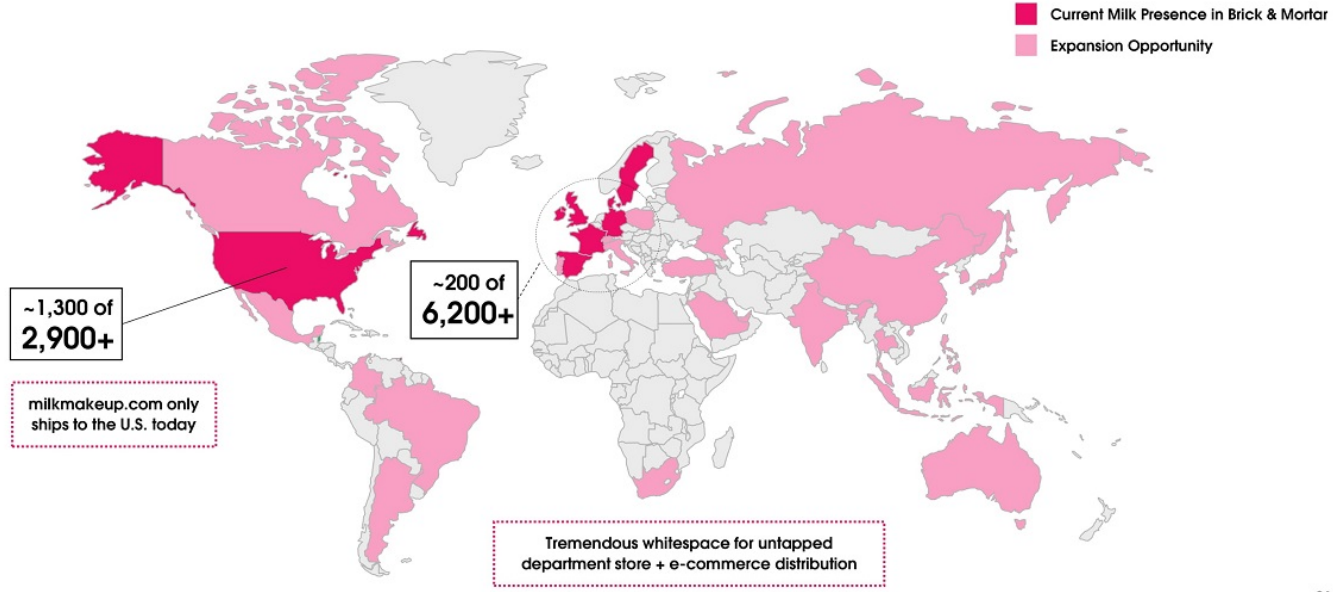 Current Milk Presence in Brick & Mortar
Expansion Opportunity
~1,300 of
2,900+
~200 of
6,200+
milkmakeup.com only
ships to the U.S. today
Tremendous whitespace for untapped
department store + e-commerce distribution